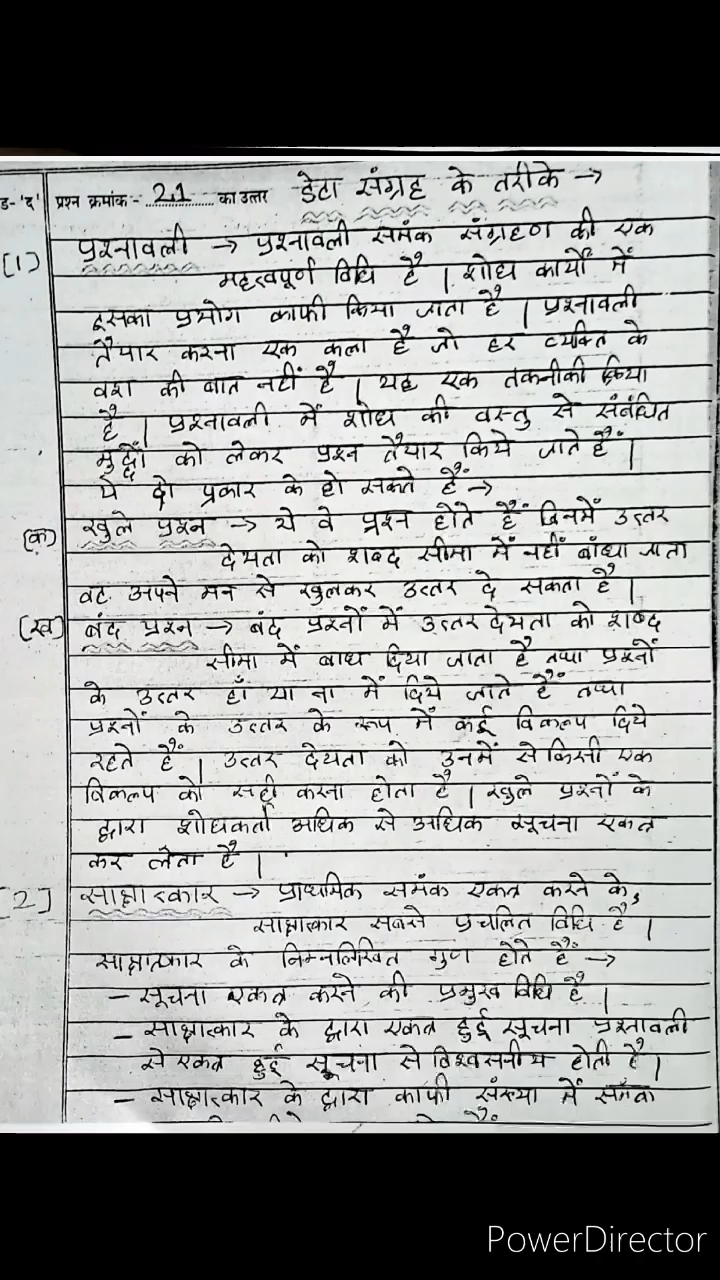 ड-'द' प्रश्न क्रमांक - 21 का उत्तर डेटा संग्रह के तरीके →
(1) प्रश्नावली → प्रश्नावली समंक संग्रहण की एक
महत्वपूर्ण विधि है | शोध कार्यों में
इसका प्रयोग काफी किया जाता है | प्रश्नावली
तैयार करना एक कला है जो हर व्यक्ति के
वश की बात नहीं है | यह एक तकनीकी क्रिया
है | प्रश्नावली में शोध की वस्तु से संबंधित
मुद्दों को लेकर प्रश्न तैयार किये जाते हैं |
ये दो प्रकार के हो सकते हैं →
(क) खुले प्रश्न → ये वे प्रश्न होते हैं जिनमें उत्तर
देयता को शब्द सीमा में नहीं बांधा जाता
वह अपने मन से खुलकर उत्तर दे सकता है |
(ख) बंद प्रश्न → बंद प्रश्नों में उत्तर देयता को शब्द
सीमा में बाध दिया जाता है तथा प्रश्नों
के उत्तर हाँ या ना में दिये जाते हैं तथा
प्रश्नों के उत्तर के रूप में कई विकल्प दिये
रहते हैं | उत्तर देयता को उनमें से किसी एक
विकल्प को सही करना होता है | खुले प्रश्नों के
द्वारा शोधकर्ता अधिक से अधिक सूचना एकत्र
कर लेता है |
[2] साक्षात्कार → प्राथमिक समंक एकत्र करने के,
साक्षात्कार सबसे प्रचलित विधि है |
साक्षात्कार के निम्नलिखित गुण होते हैं →
- सूचना एकत्र करने की प्रमुख विधि है |
- साक्षात्कार के द्वारा एकत्र हुई सूचना प्रश्नावली
से एकत्र हुई सूचना से विश्वसनीय होती है |
- साक्षात्कार के द्वारा काफी संख्या में
PowerDirector